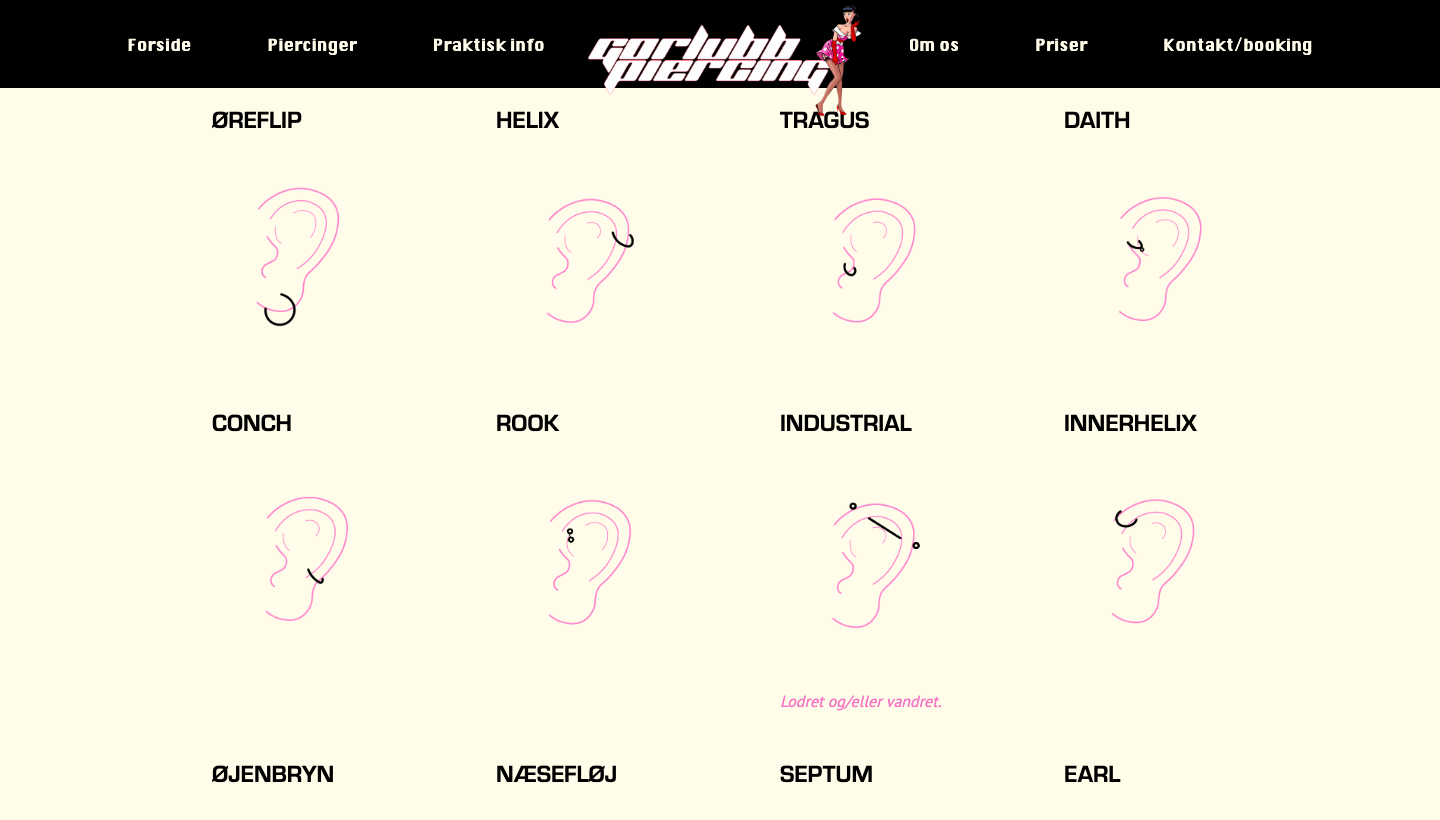 Forside Piercinger Praktisk info gorlubb piercing Om os Priser Kontakt/booking
ØREFLIP HELIX TRAGUS DAITH
CONCH ROOK INDUSTRIAL INNERHELIX
Lodret og/eller vandret.
ØJENBRYN NÆSEFLØJ SEPTUM EARL